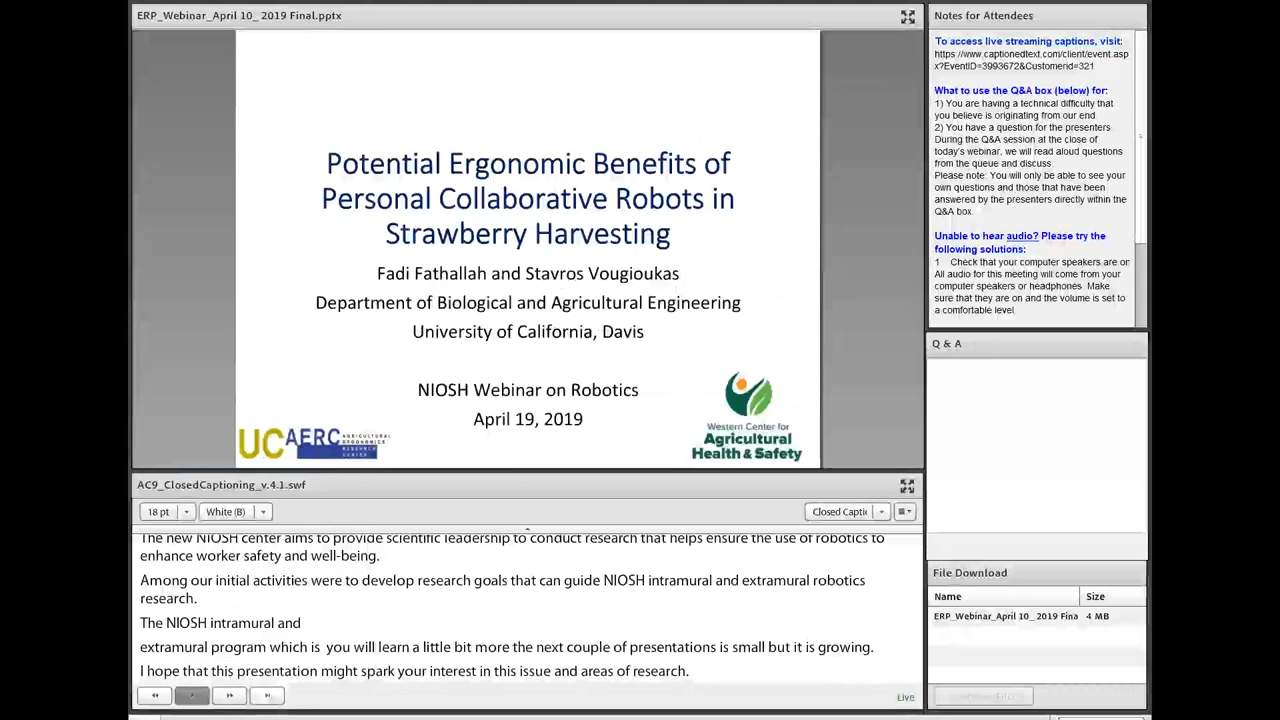 ERP_Webinar_April 10_ 2019 Final.pptx
Potential Ergonomic Benefits of
Personal Collaborative Robots in
Strawberry Harvesting
Fadi Fathallah and Stavros Vougioukas
Department of Biological and Agricultural Engineering
University of California, Davis
NIOSH Webinar on Robotics
April 19, 2019
UC AERC AGRICULTURAL
ERGONOMICS
RESEARCH
CENTER
Western Center for
Agricultural
Health & Safety
AC9_ClosedCaptioning_v.4.1.swf
18 pt White (B) Closed Capti
The new NIOSH center aims to provide scientific leadership to conduct research that helps ensure the use of robotics to
enhance worker safety and well-being.
Among our initial activities were to develop research goals that can guide NIOSH intramural and extramural robotics
research.
The NIOSH intramural and
extramural program which is you will learn a little bit more the next couple of presentations is small but it is growing.
I hope that this presentation might spark your interest in this issue and areas of research.
Live
Notes for Attendees
To access live streaming captions, visit:
https://www.captionedtext.com/client/event.asp
x?EventID=3993672&Customerid=321
What to use the Q&A box (below) for:
1) You are having a technical difficulty that
you believe is originating from our end
2) You have a question for the presenters
During the Q&A session at the close of
today's webinar, we will read aloud questions
from the queue and discuss.
Please note: You will only be able to see your
own questions and those that have been
answered by the presenters directly within the
Q&A box.
Unable to hear audio? Please try the
following solutions:
1 Check that your computer speakers are on
All audio for this meeting will come from your
computer speakers or headphones. Make
sure that they are on and the volume is set to
a comfortable level.
Q & A
File Download
Name Size
ERP_Webinar_April 10_ 2019 Fina 4 MB